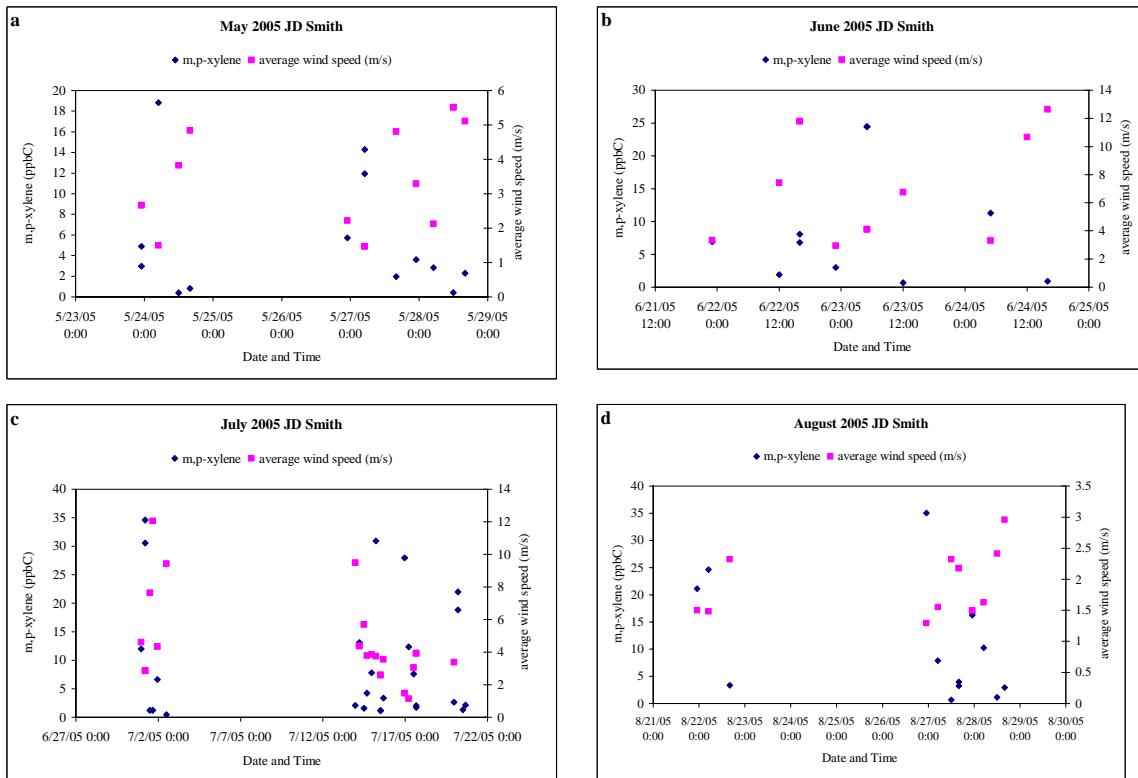 a
May 2005 JD Smith
m,p-xylene average wind speed (m/s)
20
18
16
14
12
10
8
6
4
2
0
6
5
4
3
2
1
0
m,p-xylene (ppbC)
average wind speed (m/s)
5/23/05 5/24/05 5/25/05 5/26/05 5/27/05 5/28/05 5/29/05
0:00 0:00 0:00 0:00 0:00 0:00 0:00
Date and Time
b
June 2005 JD Smith
m,p-xylene average wind speed (m/s)
30
25
20
15
10
5
0
14
12
10
8
6
4
2
0
m,p-xylene (ppbC)
average wind speed (m/s)
6/21/05 6/22/05 6/22/05 6/23/05 6/23/05 6/24/05 6/24/05 6/25/05
12:00 0:00 12:00 0:00 12:00 0:00 12:00 0:00
Date and Time
c
July 2005 JD Smith
m,p-xylene average wind speed (m/s)
40
35
30
25
20
15
10
5
0
14
12
10
8
6
4
2
0
m,p-xylene (ppbC)
average wind speed (m/s)
6/27/05 0:00 7/2/05 0:00 7/7/05 0:00 7/12/05 0:00 7/17/05 0:00 7/22/05 0:00
Date and Time
d
August 2005 JD Smith
m,p-xylene average wind speed (m/s)
40
35
30
25
20
15
10
5
0
3.5
3
2.5
2
1.5
1
0.5
0
m,p-xylene (ppbC)
average wind speed (m/s)
8/21/05 8/22/05 8/23/05 8/24/05 8/25/05 8/26/05 8/27/05 8/28/05 8/29/05 8/30/05
0:00 0:00 0:00 0:00 0:00 0:00 0:00 0:00 0:00 0:00
Date and Time